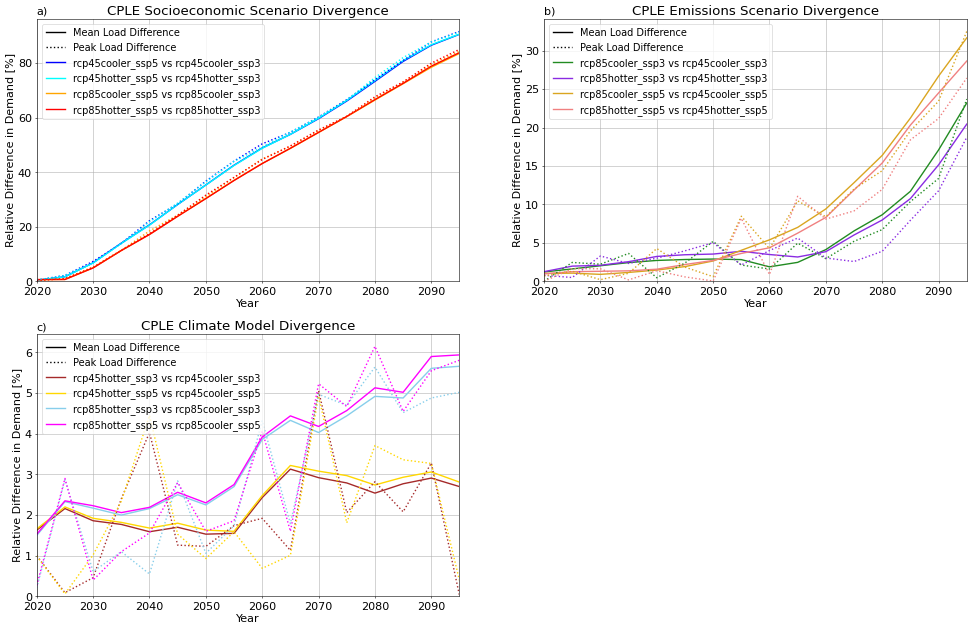 a)
CPLE Socioeconomic Scenario Divergence
Relative Difference in Demand [%]
80
60
40
20
0
Mean Load Difference
Peak Load Difference
rcp45cooler_ssp5 vs rcp45cooler_ssp3
rcp45hotter_ssp5 vs rcp45hotter_ssp3
rcp85cooler_ssp5 vs rcp85cooler_ssp3
rcp85hotter_ssp5 vs rcp85hotter_ssp3
2020 2030 2040 2050 2060 2070 2080 2090
Year
b)
CPLE Emissions Scenario Divergence
Relative Difference in Demand [%]
30
25
20
15
10
5
0
Mean Load Difference
Peak Load Difference
rcp85cooler_ssp3 vs rcp45cooler_ssp3
rcp85hotter_ssp3 vs rcp45hotter_ssp3
rcp85cooler_ssp5 vs rcp45cooler_ssp5
rcp85hotter_ssp5 vs rcp45hotter_ssp5
2020 2030 2040 2050 2060 2070 2080 2090
Year
c)
CPLE Climate Model Divergence
Relative Difference in Demand [%]
6
5
4
3
2
1
0
Mean Load Difference
Peak Load Difference
rcp45hotter_ssp3 vs rcp45cooler_ssp3
rcp45hotter_ssp5 vs rcp45cooler_ssp5
rcp85hotter_ssp3 vs rcp85cooler_ssp3
rcp85hotter_ssp5 vs rcp85cooler_ssp5
2020 2030 2040 2050 2060 2070 2080 2090
Year